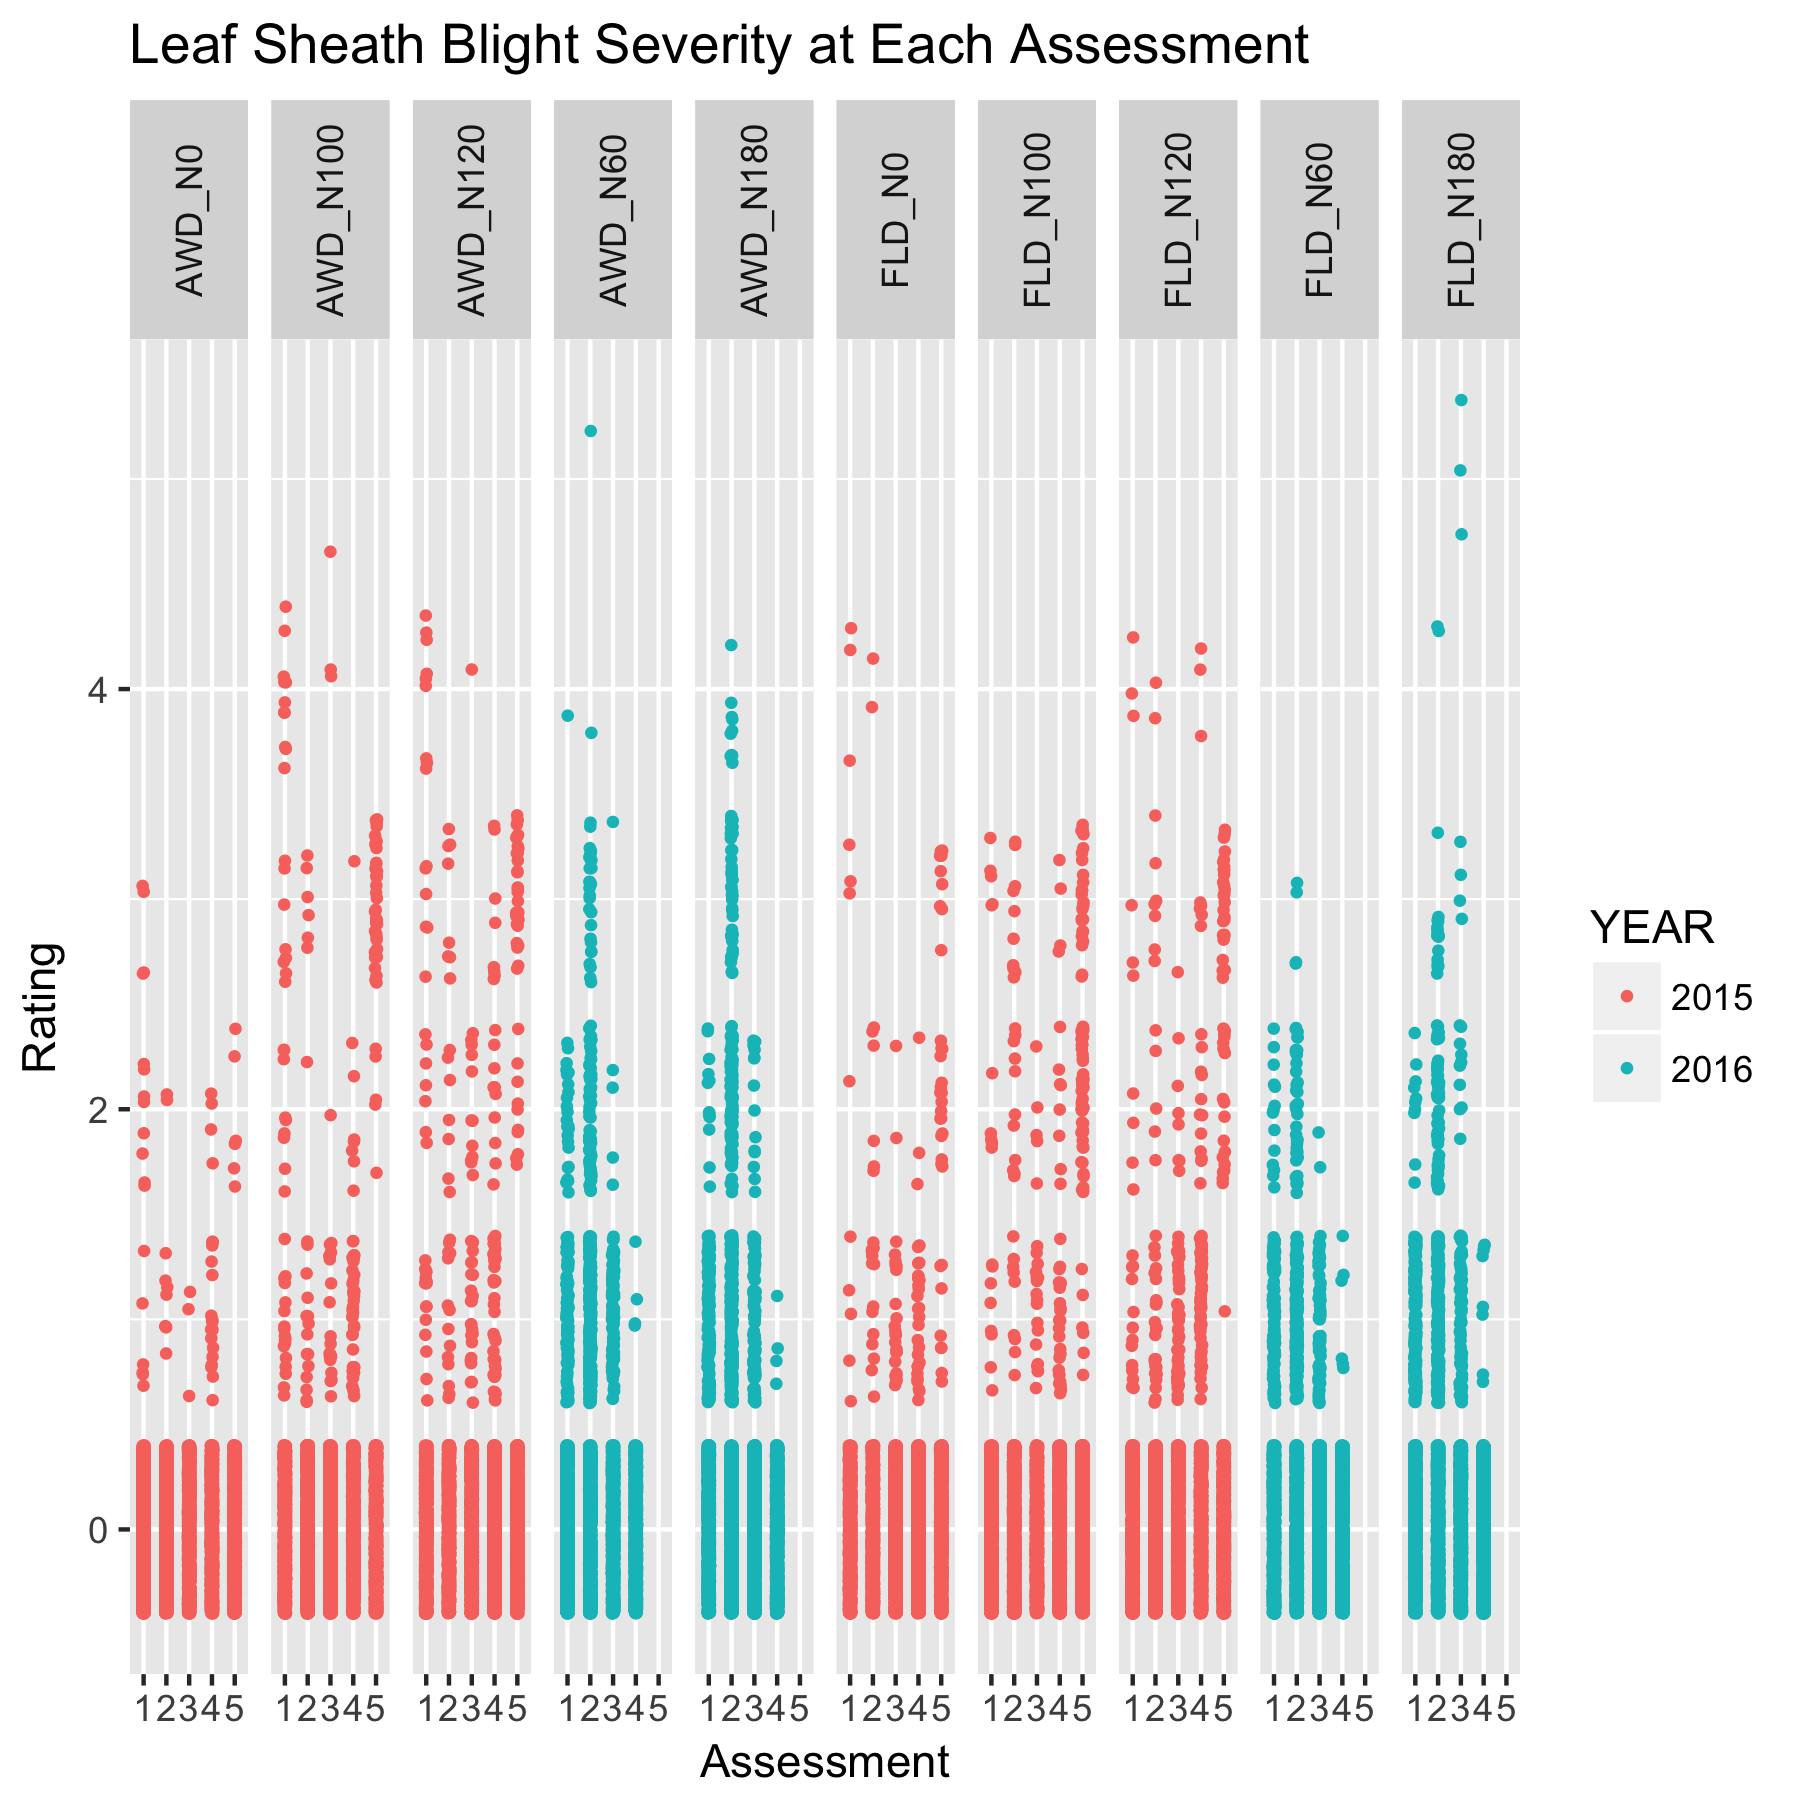 Leaf Sheath Blight Severity at Each Assessment
AWD_N0
AWD_N100
AWD_N120
AWD_N60
AWD_N180
FLD_N0
FLD_N100
FLD_N120
FLD_N60
FLD_N180
4
2
0
Rating
12345 12345 12345 12345 12345 12345 12345 12345 12345 12345
Assessment
YEAR
2015
2016